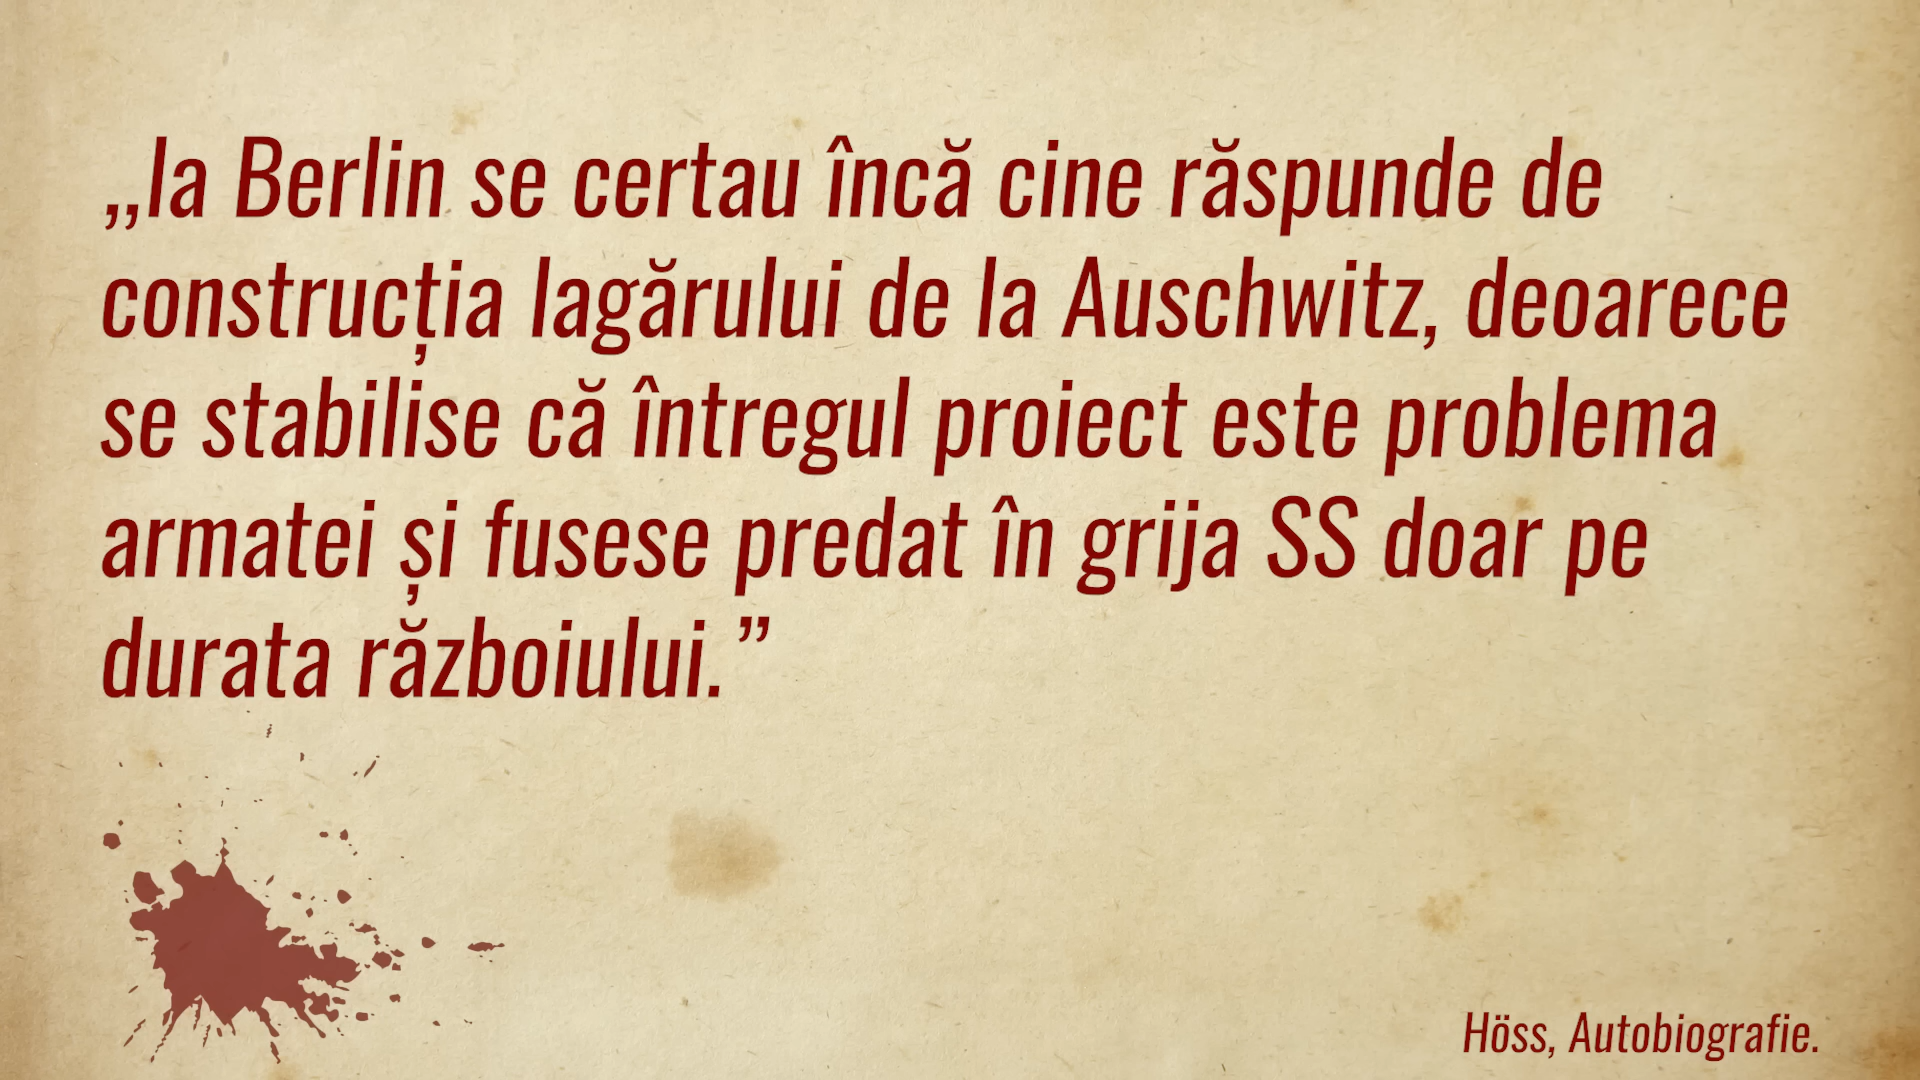 „la Berlin se certau încă cine răspunde de
construcția lagărului de la Auschwitz, deoarece
se stabilise că întregul proiect este problema
armatei și fusese predat în grija SS doar pe
durata războiului.”
Höss, Autobiografie.